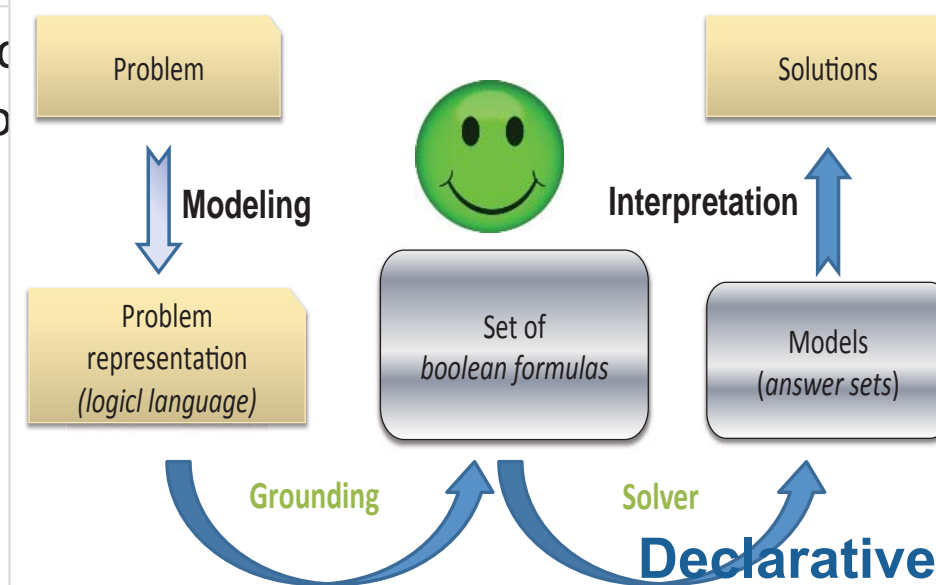 Problem
Solutions
Modeling
Interpretation
Problem
representation
(logicl language)
Set of
boolean formulas
Models
(answer sets)
Grounding
Solver
Declarative